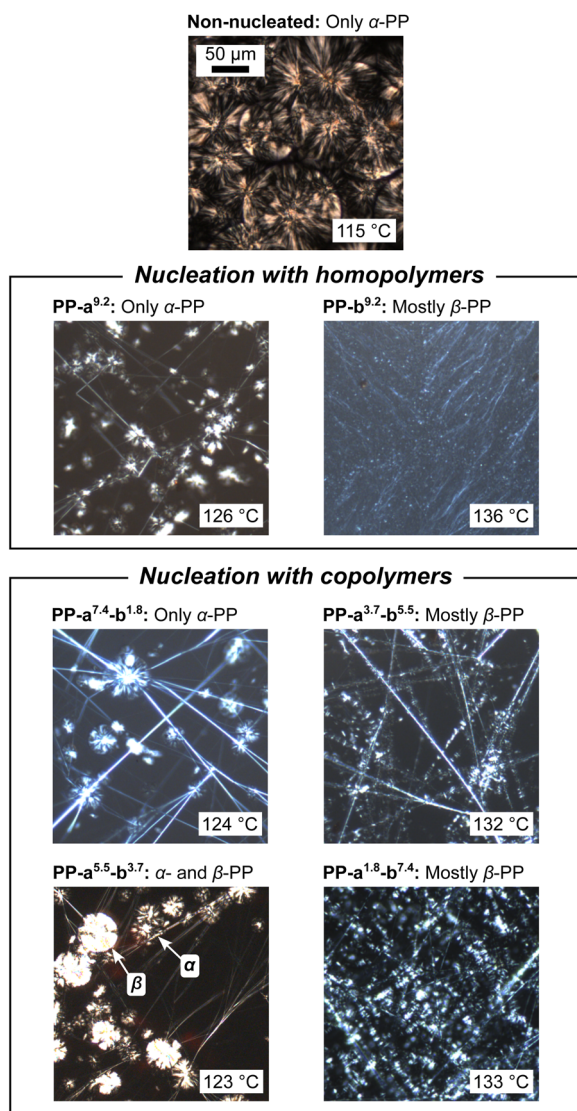 Non-nucleated: Only α-PP
50 µm
115 °C
Nucleation with homopolymers
PP-a9.2: Only α-PP
PP-b9.2: Mostly β-PP
126 °C
136 °C
Nucleation with copolymers
PP-a7.4-b1.8: Only α-PP
PP-a3.7-b5.5: Mostly β-PP
124 °C
132 °C
PP-a5.5-b3.7: α- and β-PP
PP-a1.8-b7.4: Mostly β-PP
α
β
123 °C
133 °C